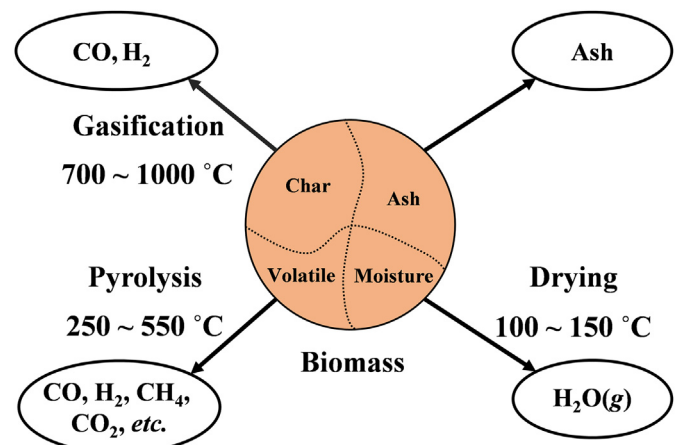 CO, H₂
Ash
Gasification
700 ~ 1000 ˚C
Char
Ash
Volatile
Moisture
Pyrolysis
250 ~ 550 ˚C
Drying
100 ~ 150 ˚C
Biomass
CO, H₂, CH₄,
CO₂, etc.
H₂O(g)